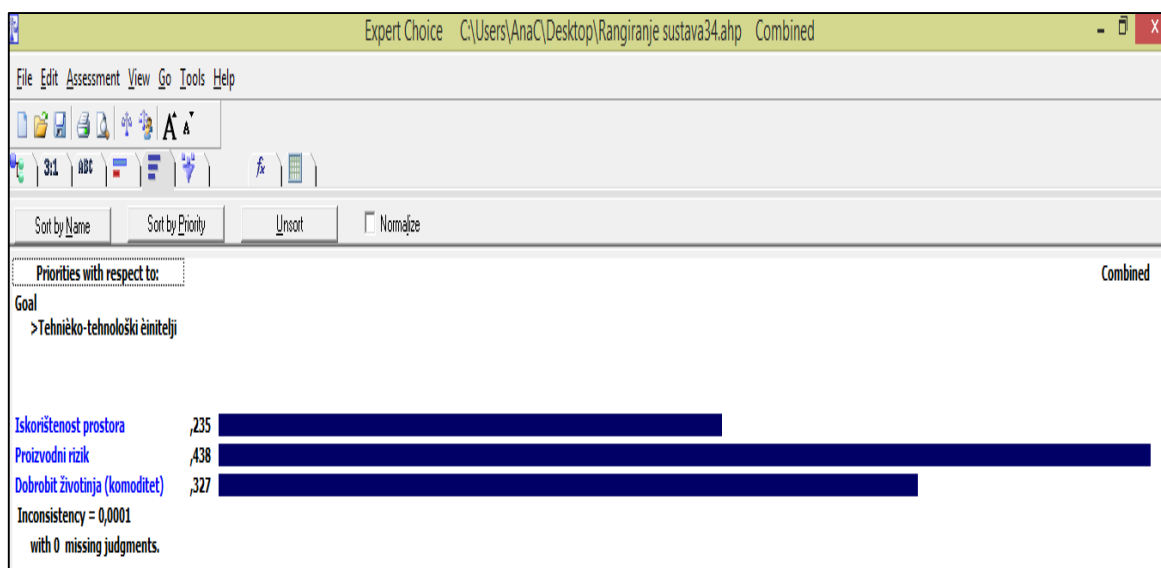 Expert Choice C:\Users\AnaC\Desktop\Rangiranje sustava34.ahp Combined
File Edit Assessment View Go Tools Help
A A
3:1 ABC fx
Sort by Name Sort by Priority Unsort Normalize
Priorities with respect to: Combined
Goal
>Tehnièko-tehnološki èinitelji
Iskorištenost prostora ,235
Proizvodni rizik ,438
Dobrobit životinja (komoditet) ,327
Inconsistency = 0,0001
with 0 missing judgments.